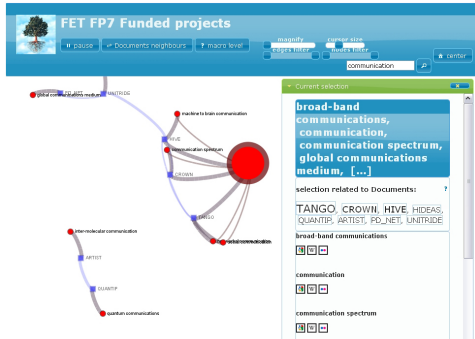 FET FP7 Funded projects
pause
Documents neighbours
? macro level
magnify
cursor size
edges filter
nodes filter
communication
center
global communications medium
PD_NET
UNITRIDE
machine to brain communication
HIVE
communication spectrum
CROWN
TANGO
inter-molecular communication
ARTIST
QUANTIP
quantum communications
Current selection
broad-band
communications,
communication,
communication spectrum,
global communications
medium, [...]
selection related to Documents: ?
TANGO, CROWN, HIVE, HIDEAS,
QUANTIP, ARTIST, PD_NET, UNITRIDE
broad-band communications
communication
communication spectrum